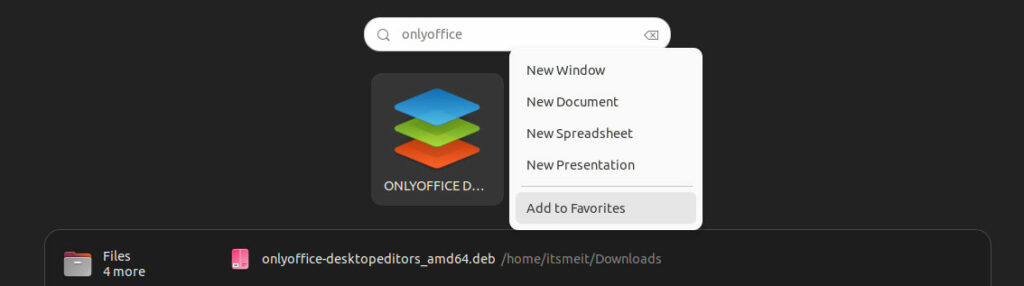 onlyoffice
New Window
New Document
New Spreadsheet
New Presentation
ONLYOFFICE D...
Add to Favorites
Files
4 more
onlyoffice-desktopeditors_amd64.deb /home/itsmeit/Downloads